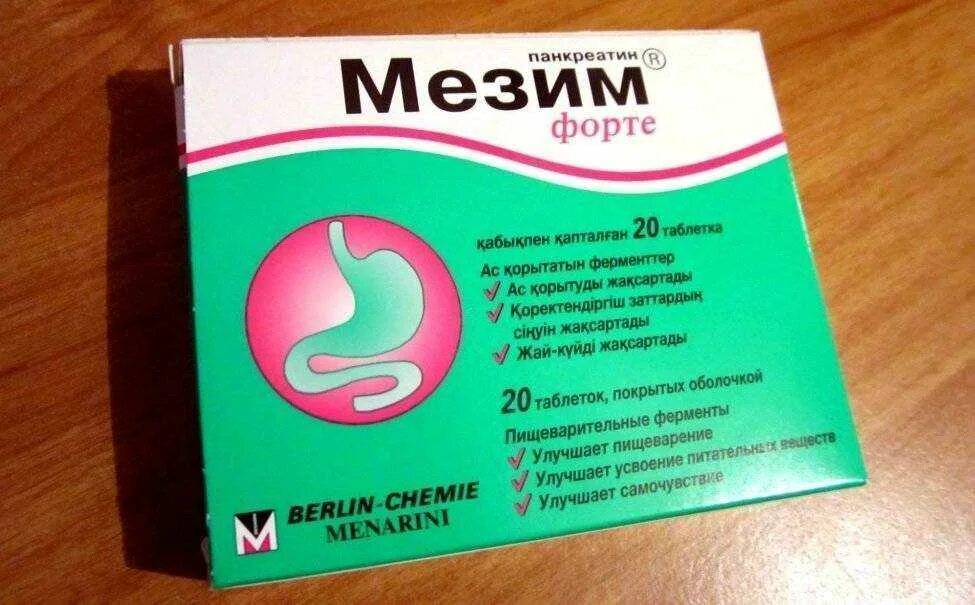 панкреатин
Мезим®
форте
қабықпен қапталған 20 таблетка
Ас қорытатын ферменттер
Ас қорытуды жақсартады
Қоректендіргіш заттардың
сіңуін жақсартады
Жай-күйді жақсартады
20 таблеток, покрытых оболочкой
Пищеварительные ферменты
Улучшает пищеварение
Улучшает усвоение питательных веществ
Улучшает самочувствие
BERLIN-CHEMIE
MENARINI